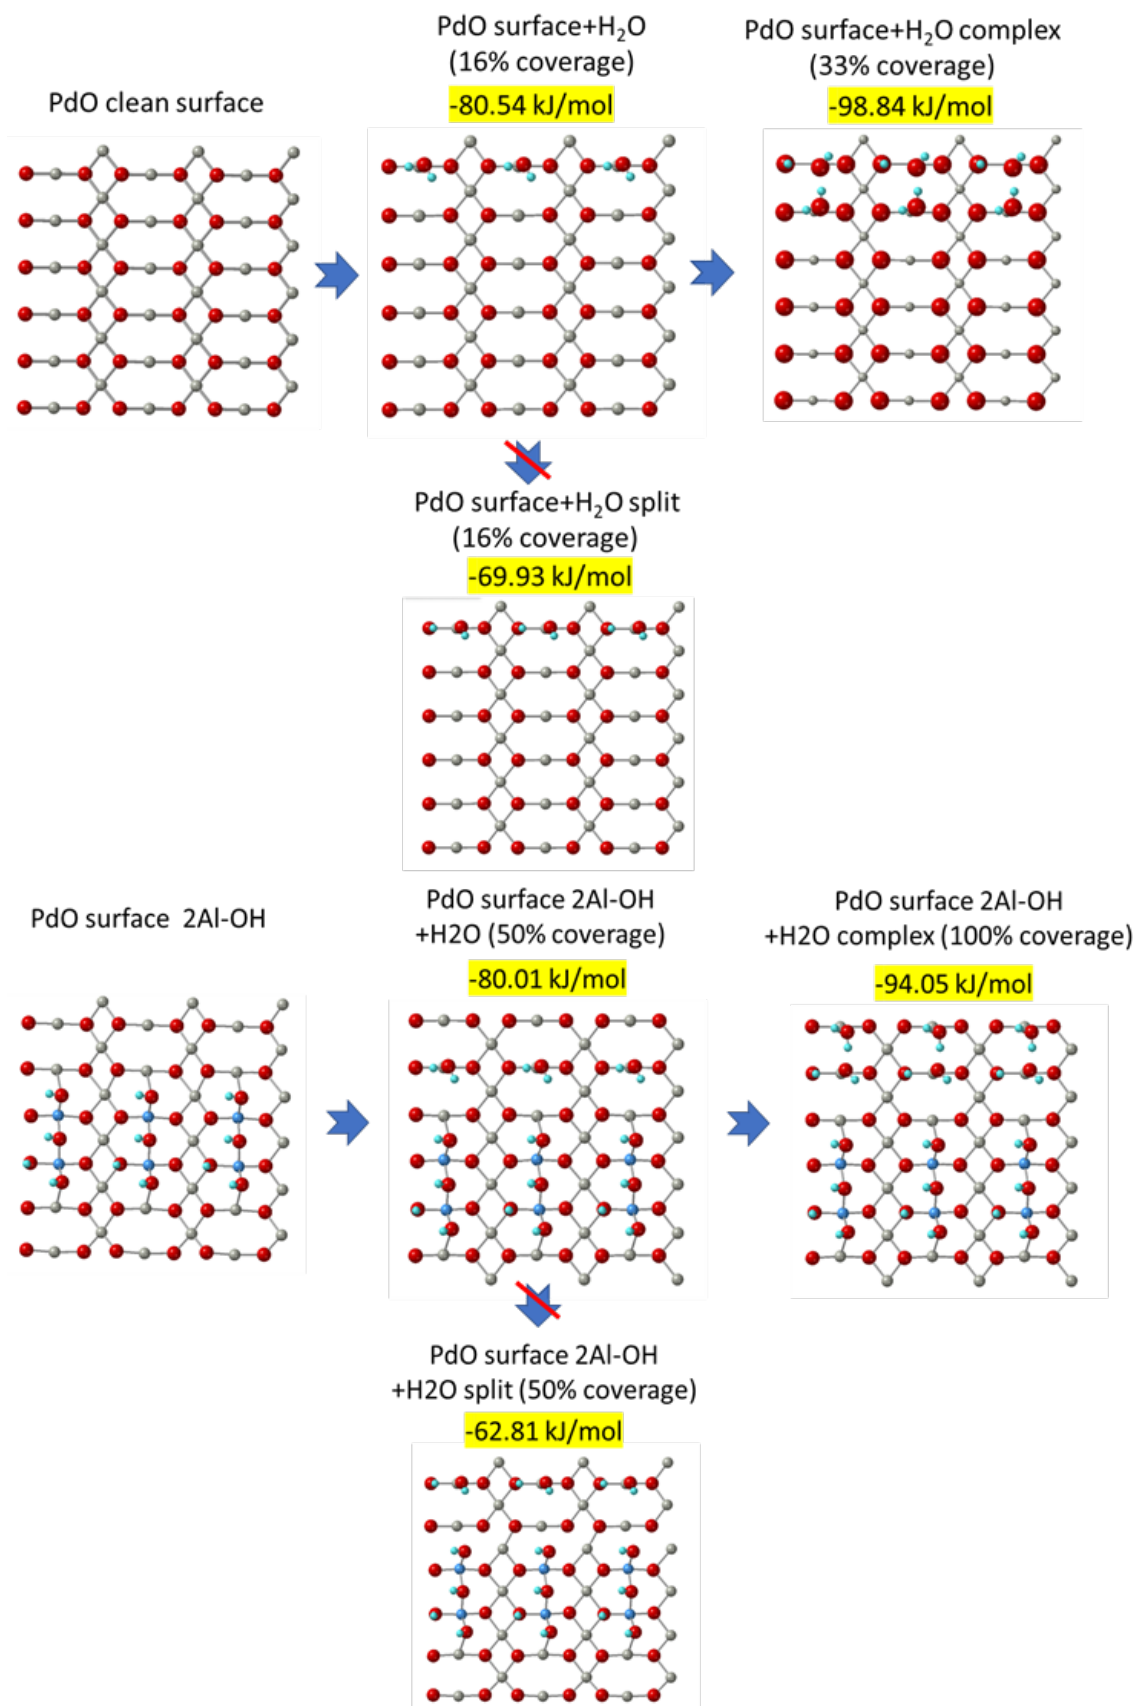 PdO clean surface
PdO surface+H₂O
(16% coverage)
-80.54 kJ/mol
PdO surface+H₂O complex
(33% coverage)
-98.84 kJ/mol
PdO surface+H₂O split
(16% coverage)
-69.93 kJ/mol
PdO surface 2Al-OH
PdO surface 2Al-OH
+H2O (50% coverage)
-80.01 kJ/mol
PdO surface 2Al-OH
+H2O complex (100% coverage)
-94.05 kJ/mol
PdO surface 2Al-OH
+H2O split (50% coverage)
-62.81 kJ/mol